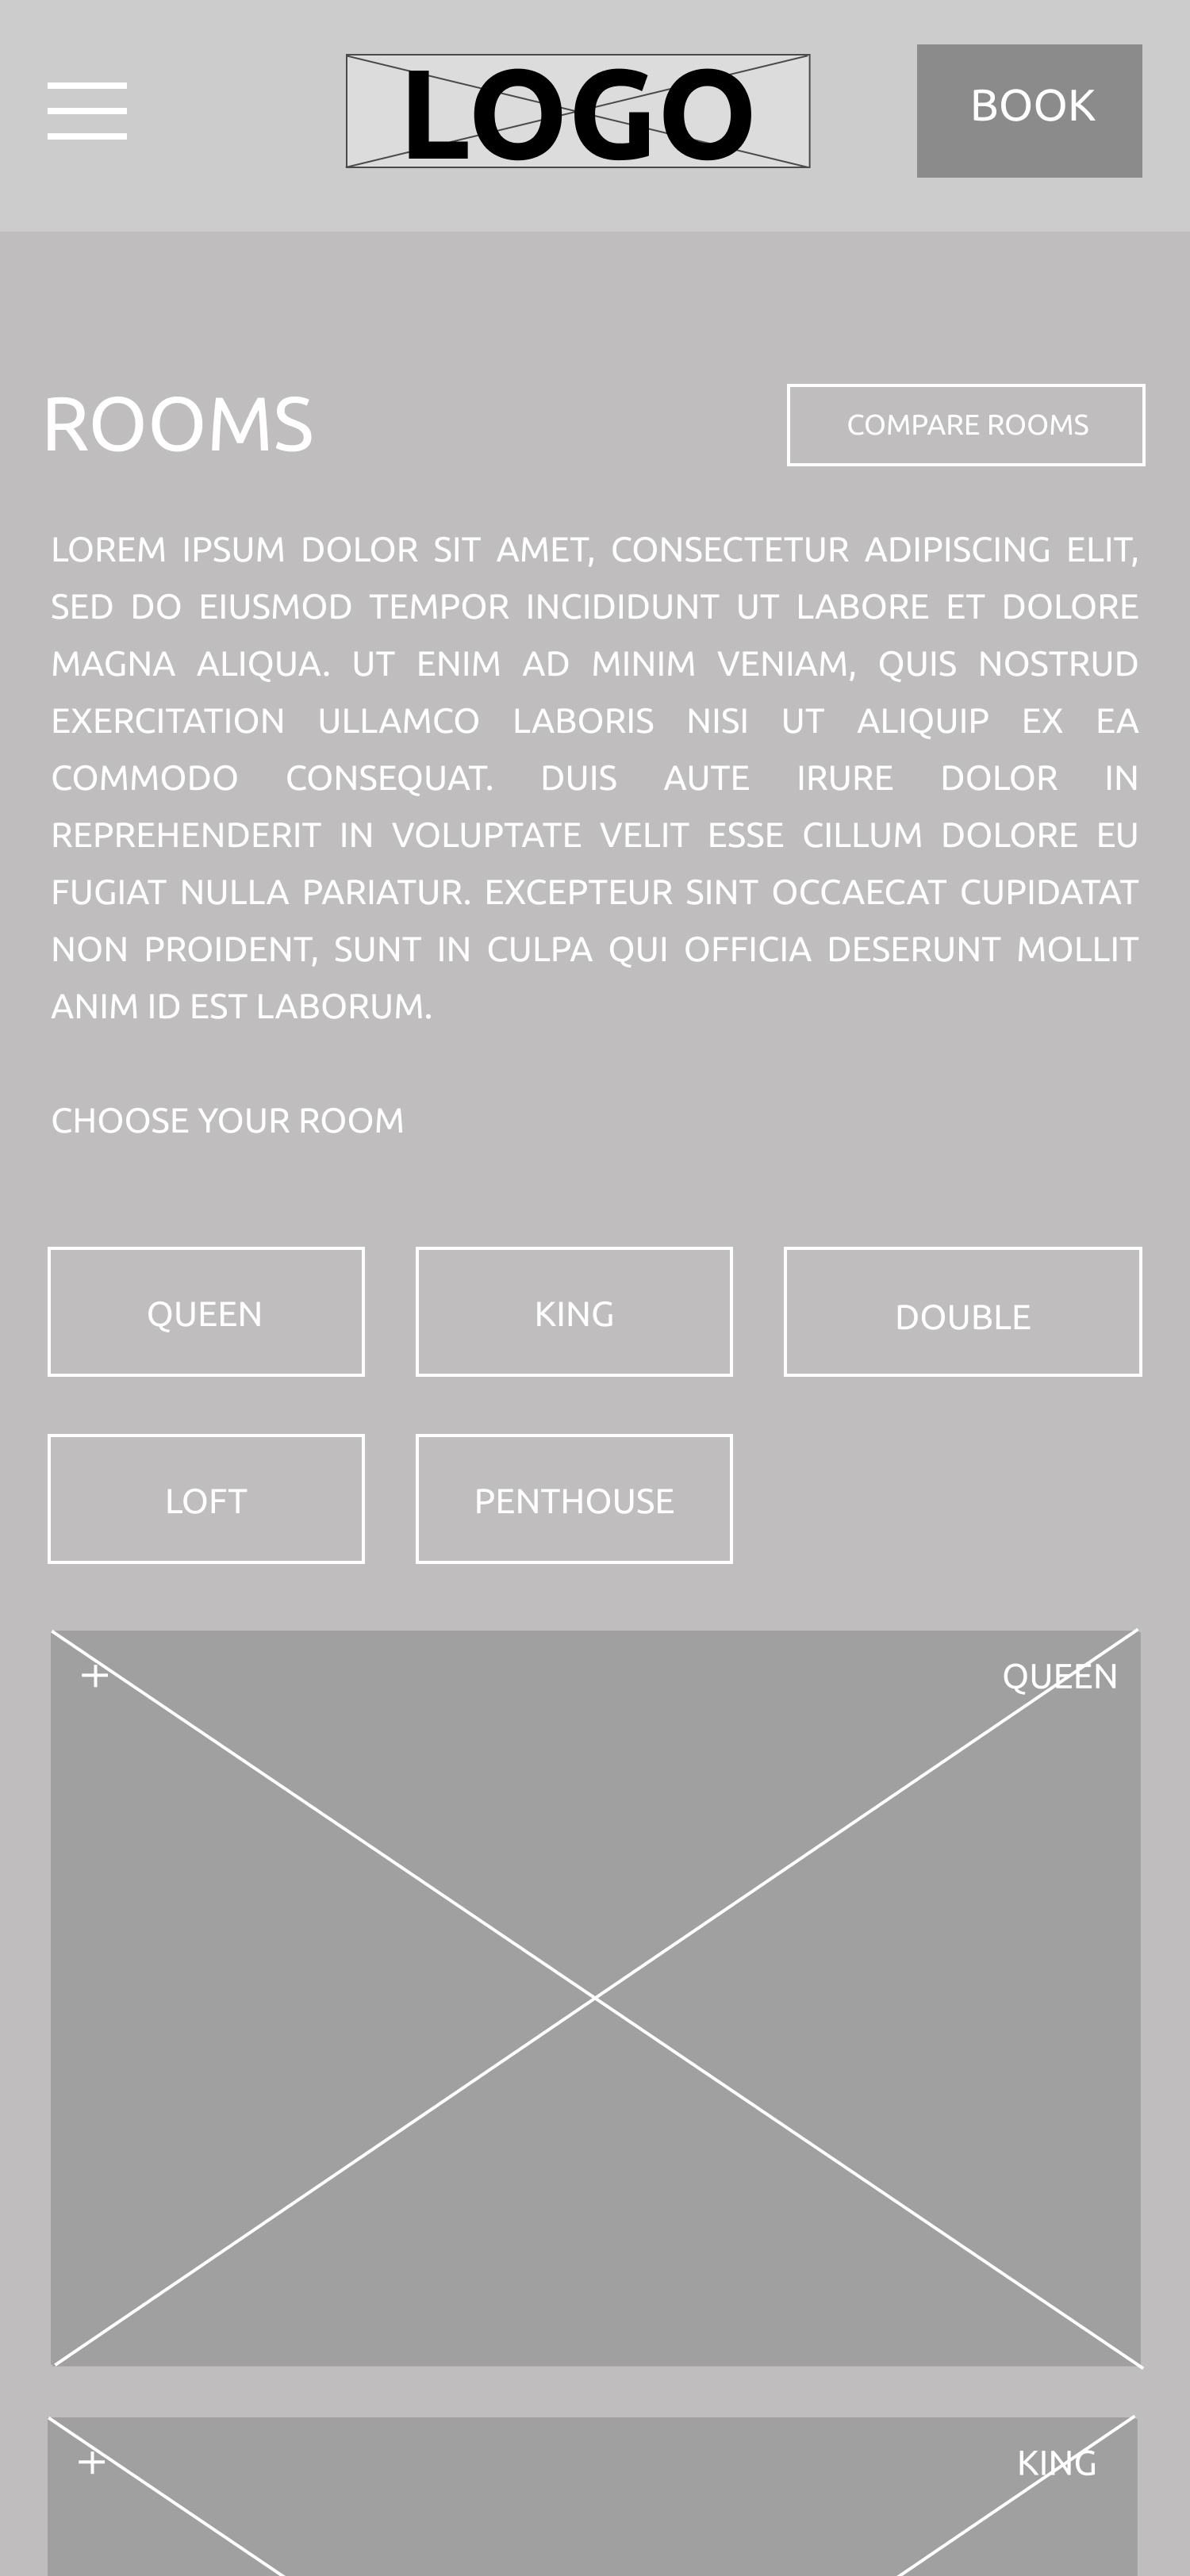 LOGO
BOOK
ROOMS
COMPARE ROOMS
LOREM IPSUM DOLOR SIT AMET, CONSECTETUR ADIPISCING ELIT,
SED DO EIUSMOD TEMPOR INCIDIDUNT UT LABORE ET DOLORE
MAGNA ALIQUA. UT ENIM AD MINIM VENIAM, QUIS NOSTRUD
EXERCITATION ULLAMCO LABORIS NISI UT ALIQUIP EX EA
COMMODO CONSEQUAT. DUIS AUTE IRURE DOLOR IN
REPREHENDERIT IN VOLUPTATE VELIT ESSE CILLUM DOLORE EU
FUGIAT NULLA PARIATUR. EXCEPTEUR SINT OCCAECAT CUPIDATAT
NON PROIDENT, SUNT IN CULPA QUI OFFICIA DESERUNT MOLLIT
ANIM ID EST LABORUM.
CHOOSE YOUR ROOM
QUEEN
KING
DOUBLE
LOFT
PENTHOUSE
+
QUEEN
+
KING